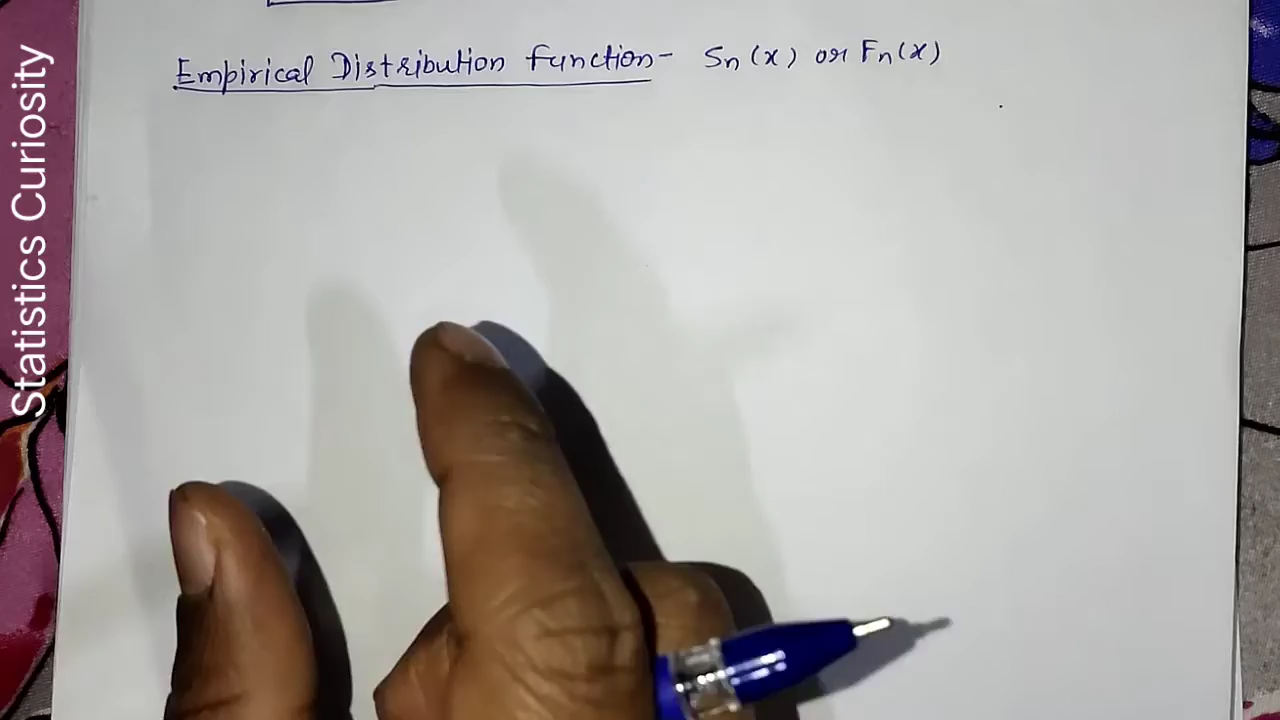 Empirical Distribution Function- Sn(x) or Fn(x)
Statistics Curiosity